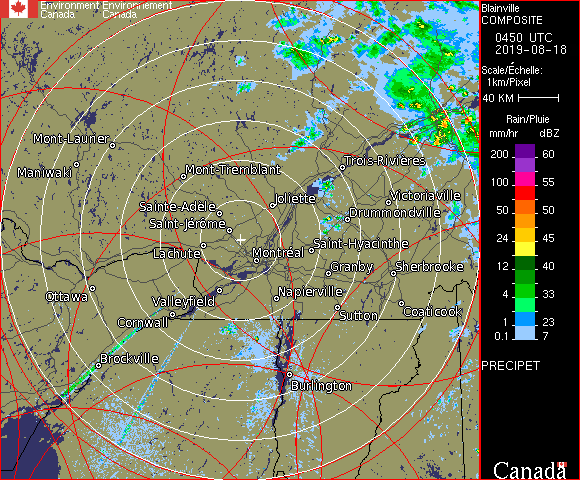 Environment Environnement
Canada Canada
Blainville
COMPOSITE
0450 UTC
2019-08-18
Scale/Échelle:
1km/Pixel
40 KM
Rain/Pluie
mm/hr dBZ
200 60
100 55
50 50
24 45
12 40
4 33
1 23
0.1 7
PRECIPET
Canada
Mont-Laurier
Maniwaki
Mont-Tremblant
Trois-Rivières
Joliette
Victoriaville
Sainte-Adèle
Drummondville
Saint-Jérôme
Saint-Hyacinthe
Lachute
Montréal
Granby
Sherbrooke
Ottawa
Napierville
Valleyfield
Coaticook
Sutton
Cornwall
Brockville
Burlington